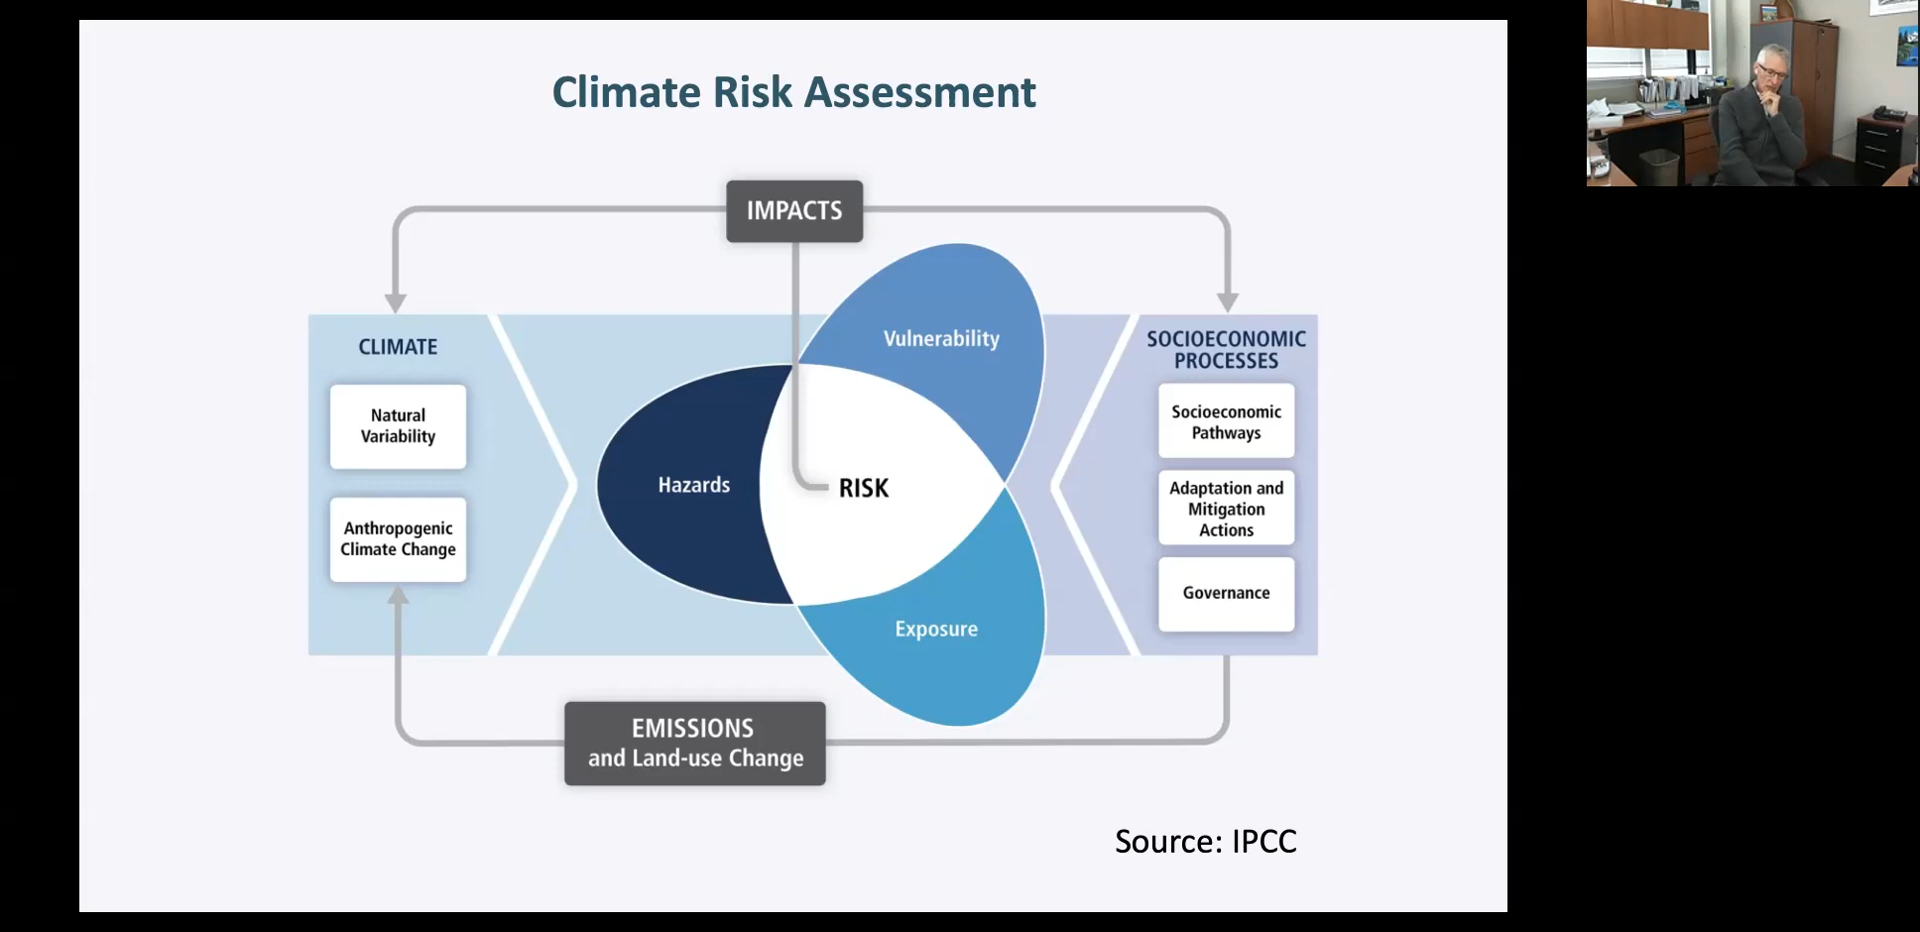 Climate Risk Assessment
IMPACTS
CLIMATE
Natural
Variability
Anthropogenic
Climate Change
Vulnerability
Hazards
RISK
Exposure
SOCIOECONOMIC
PROCESSES
Socioeconomic
Pathways
Adaptation and
Mitigation
Actions
Governance
EMISSIONS
and Land-use Change
Source: IPCC